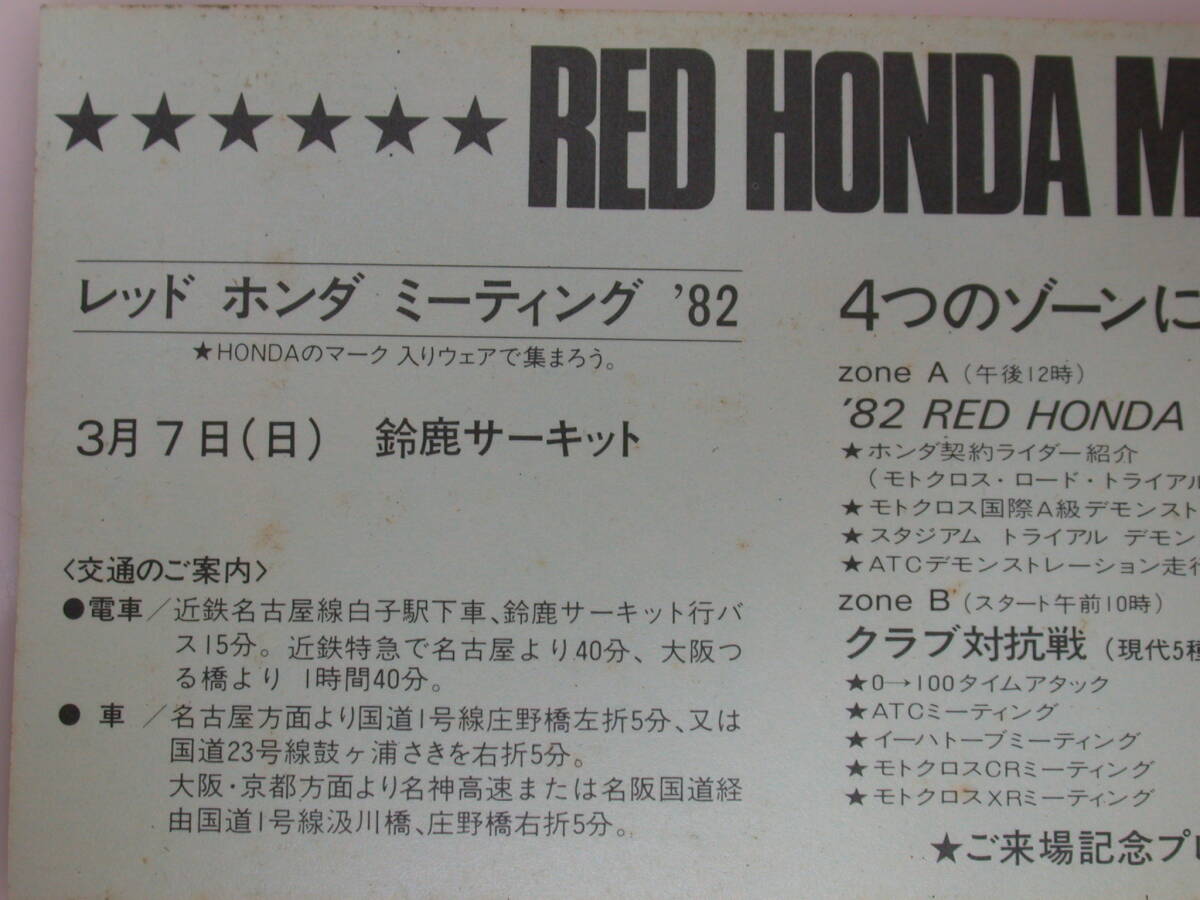 ★★★★★★ RED HONDA M
レッド ホンダ ミーティング '82
★HONDAのマーク入りウェアで集まろう。
3月7日(日) 鈴鹿サーキット
〈交通のご案内〉
●電車/近鉄名古屋線白子駅下車、鈴鹿サーキット行バ
ス15分。近鉄特急で名古屋より40分、大阪つ
る橋より 1時間40分。
●車/名古屋方面より国道1号線庄野橋左折5分、又は
国道23号線鼓ヶ浦さきを右折5分。
大阪・京都方面より名神高速または名阪国道経
由国道1号線汲川橋、庄野橋右折5分。
4つのゾーンに
zone A (午後12時)
'82 RED HONDA
★ホンダ契約ライダー紹介
(モトクロス・ロード・トライアル
★モトクロス国際A級デモンスト
★スタジアム トライアル デモン
★ATCデモンストレーション走行
zone B (スタート午前10時)
クラブ対抗戦 (現代5種
★0→100タイムアタック
★ATCミーティング
★イーハトーブミーティング
★モトクロスCRミーティング
★モトクロスXRミーティング
★ご来場記念プレ